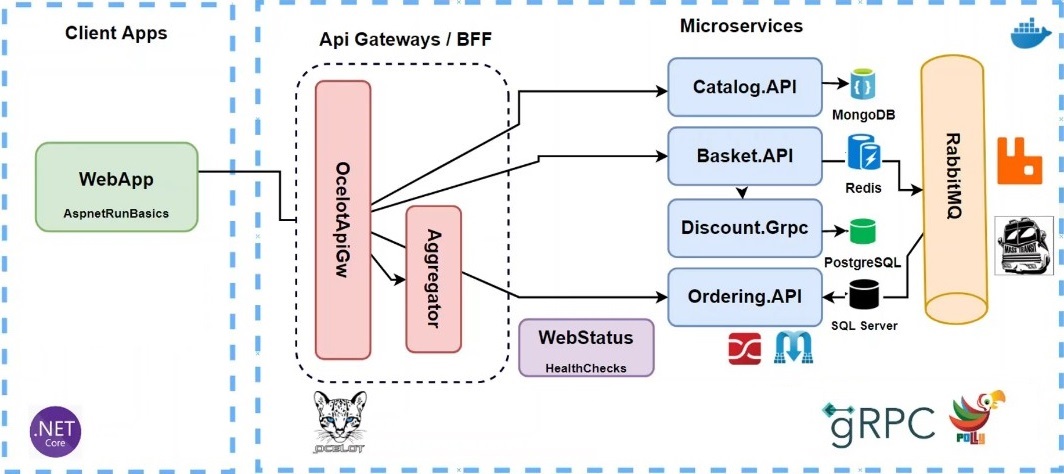 Client Apps
Api Gateways / BFF
Microservices
WebApp
AspnetRunBasics
OcelotApiGw
Aggregator
WebStatus
HealthChecks
Catalog.API
MongoDB
Basket.API
Redis
Discount.Grpc
PostgreSQL
Ordering.API
SQL Server
RabbitMQ
MASS TRANSIT
.NET
Core
OCELOT
gRPC
POLLY